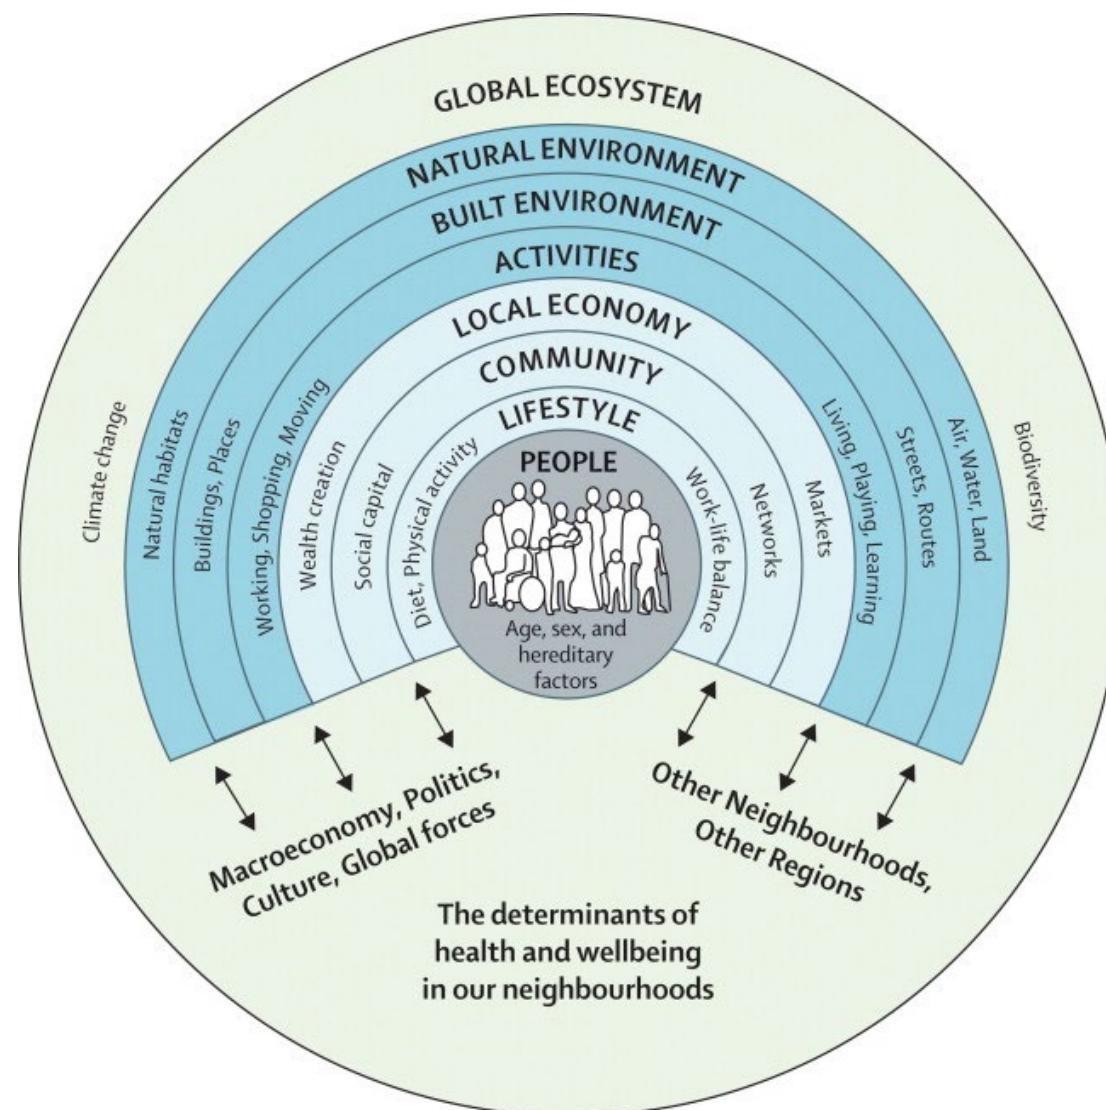 GLOBAL ECOSYSTEM
NATURAL ENVIRONMENT
BUILT ENVIRONMENT
ACTIVITIES
LOCAL ECONOMY
COMMUNITY
LIFESTYLE
PEOPLE
Age, sex, and
hereditary
factors
Climate change
Natural habitats
Buildings, Places
Working, Shopping, Moving
Wealth creation
Social capital
Diet, Physical activity
Work-life balance
Networks
Markets
Living, Playing, Learning
Streets, Routes
Air, Water, Land
Biodiversity
Macroeconomy, Politics,
Culture, Global forces
Other Neighbourhoods,
Other Regions
The determinants of
health and wellbeing
in our neighbourhoods